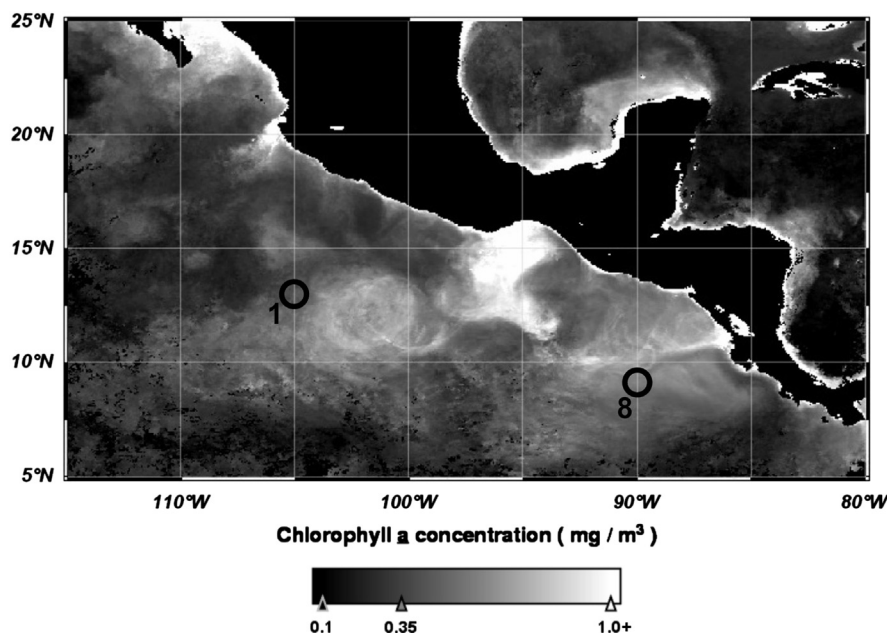 25°N
20°N
15°N
1
10°N
8
5°N
110°W 100°W 90°W 80°W
Chlorophyll a concentration ( mg / m³ )
0.1 0.35 1.0+